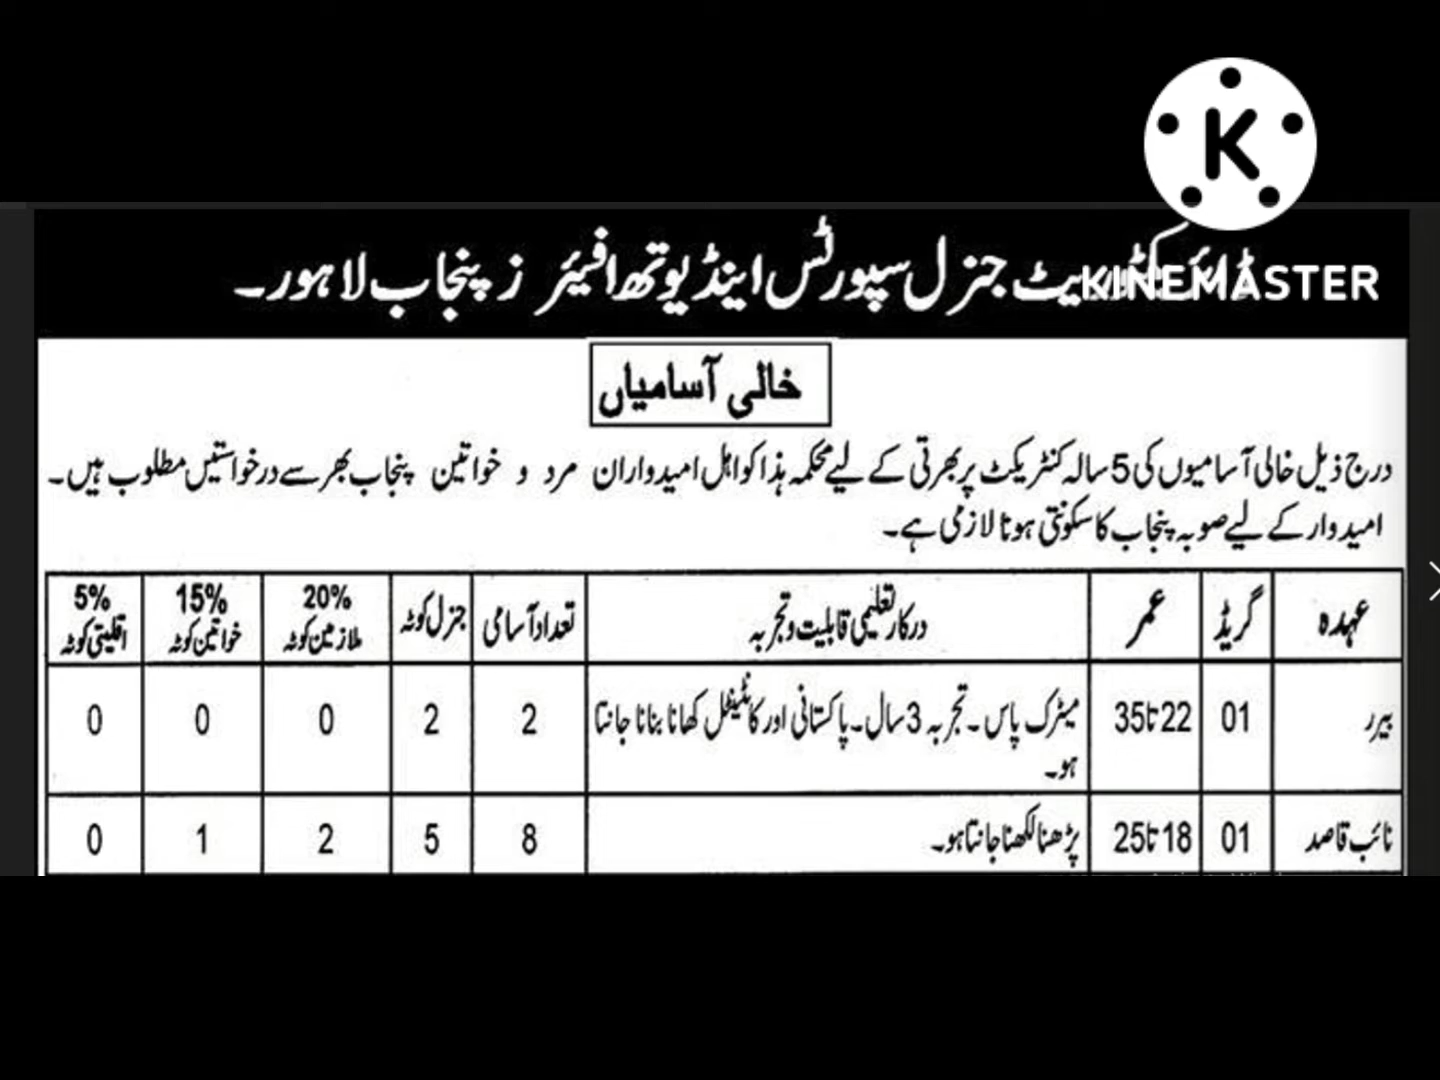 K
KINEMASTER
ڈائریکٹوریٹ جنرل سپورٹس اینڈ یوتھ افیئرز پنجاب لاہور۔
خالی آسامیاں
درج ذیل خالی آسامیوں کی 5 سالہ کنٹریکٹ پر بھرتی کے لیے محکمہ ہذا کو اہل امیدواران مرد و خواتین پنجاب بھر سے درخواستیں مطلوب ہیں۔
امیدوار کے لیے صوبہ پنجاب کا سکونتی ہونا لازمی ہے۔
عہدہ گریڈ عمر درکار تعلیمی قابلیت و تجربہ تعداد آسامی جنرل کوٹہ 20% ملازمین کوٹہ 15% خواتین کوٹہ 5% اقلیتی کوٹہ
بیرر 01 22 تا 35 میٹرک پاس۔ تجربہ 3 سال۔ پاکستانی اور کانٹینٹل کھانا بنانا جانتا 2 2 0 0 0
ہو۔
نائب قاصد 01 18 تا 25 پڑھنا لکھنا جانتا ہو۔ 8 5 2 1 0